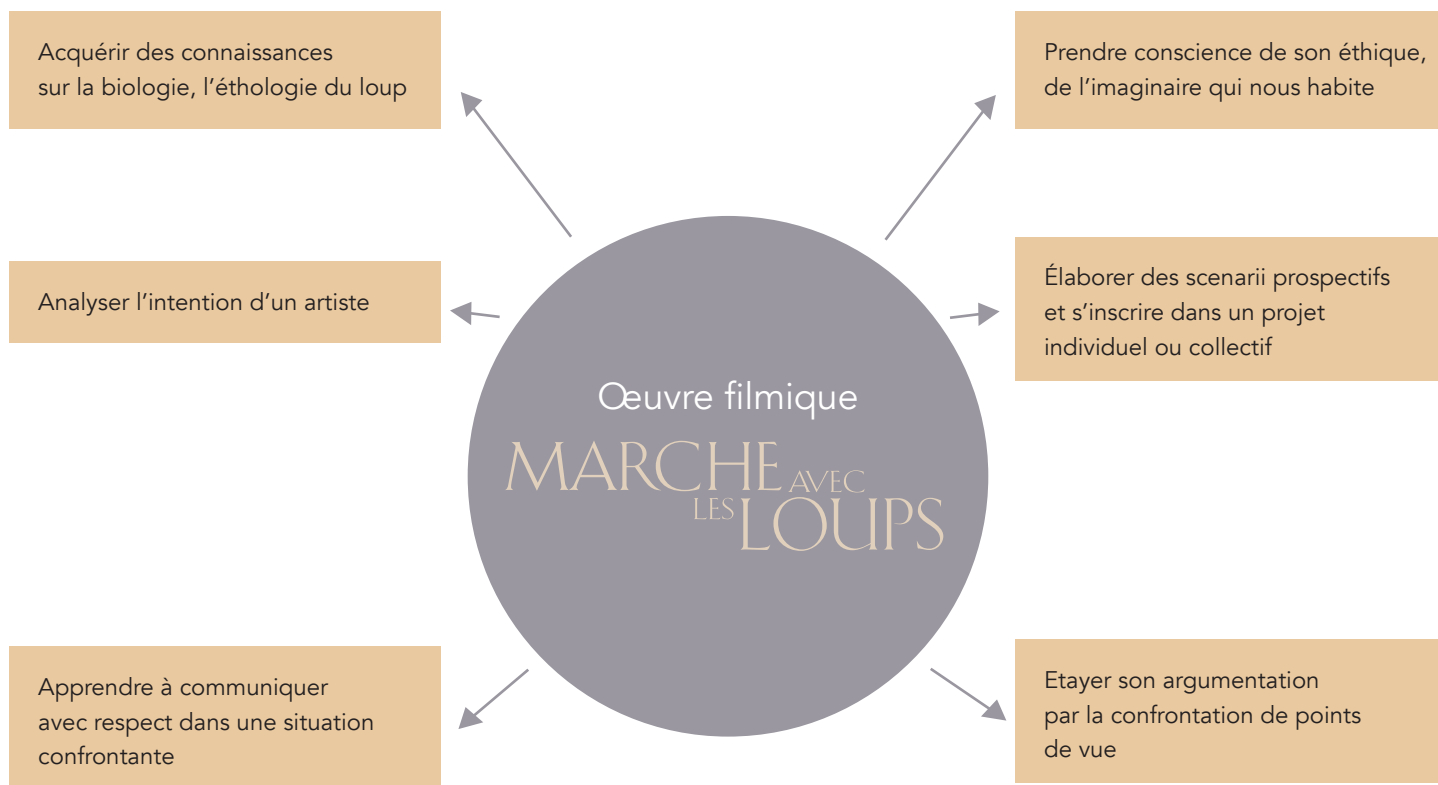 Acquérir des connaissances
sur la biologie, l’éthologie du loup
Prendre conscience de son éthique,
de l’imaginaire qui nous habite
Analyser l’intention d’un artiste
Élaborer des scenarii prospectifs
et s’inscrire dans un projet
individuel ou collectif
Œuvre filmique
MARCHE AVEC
LES LOUPS
Apprendre à communiquer
avec respect dans une situation
confrontante
Etayer son argumentation
par la confrontation de points
de vue